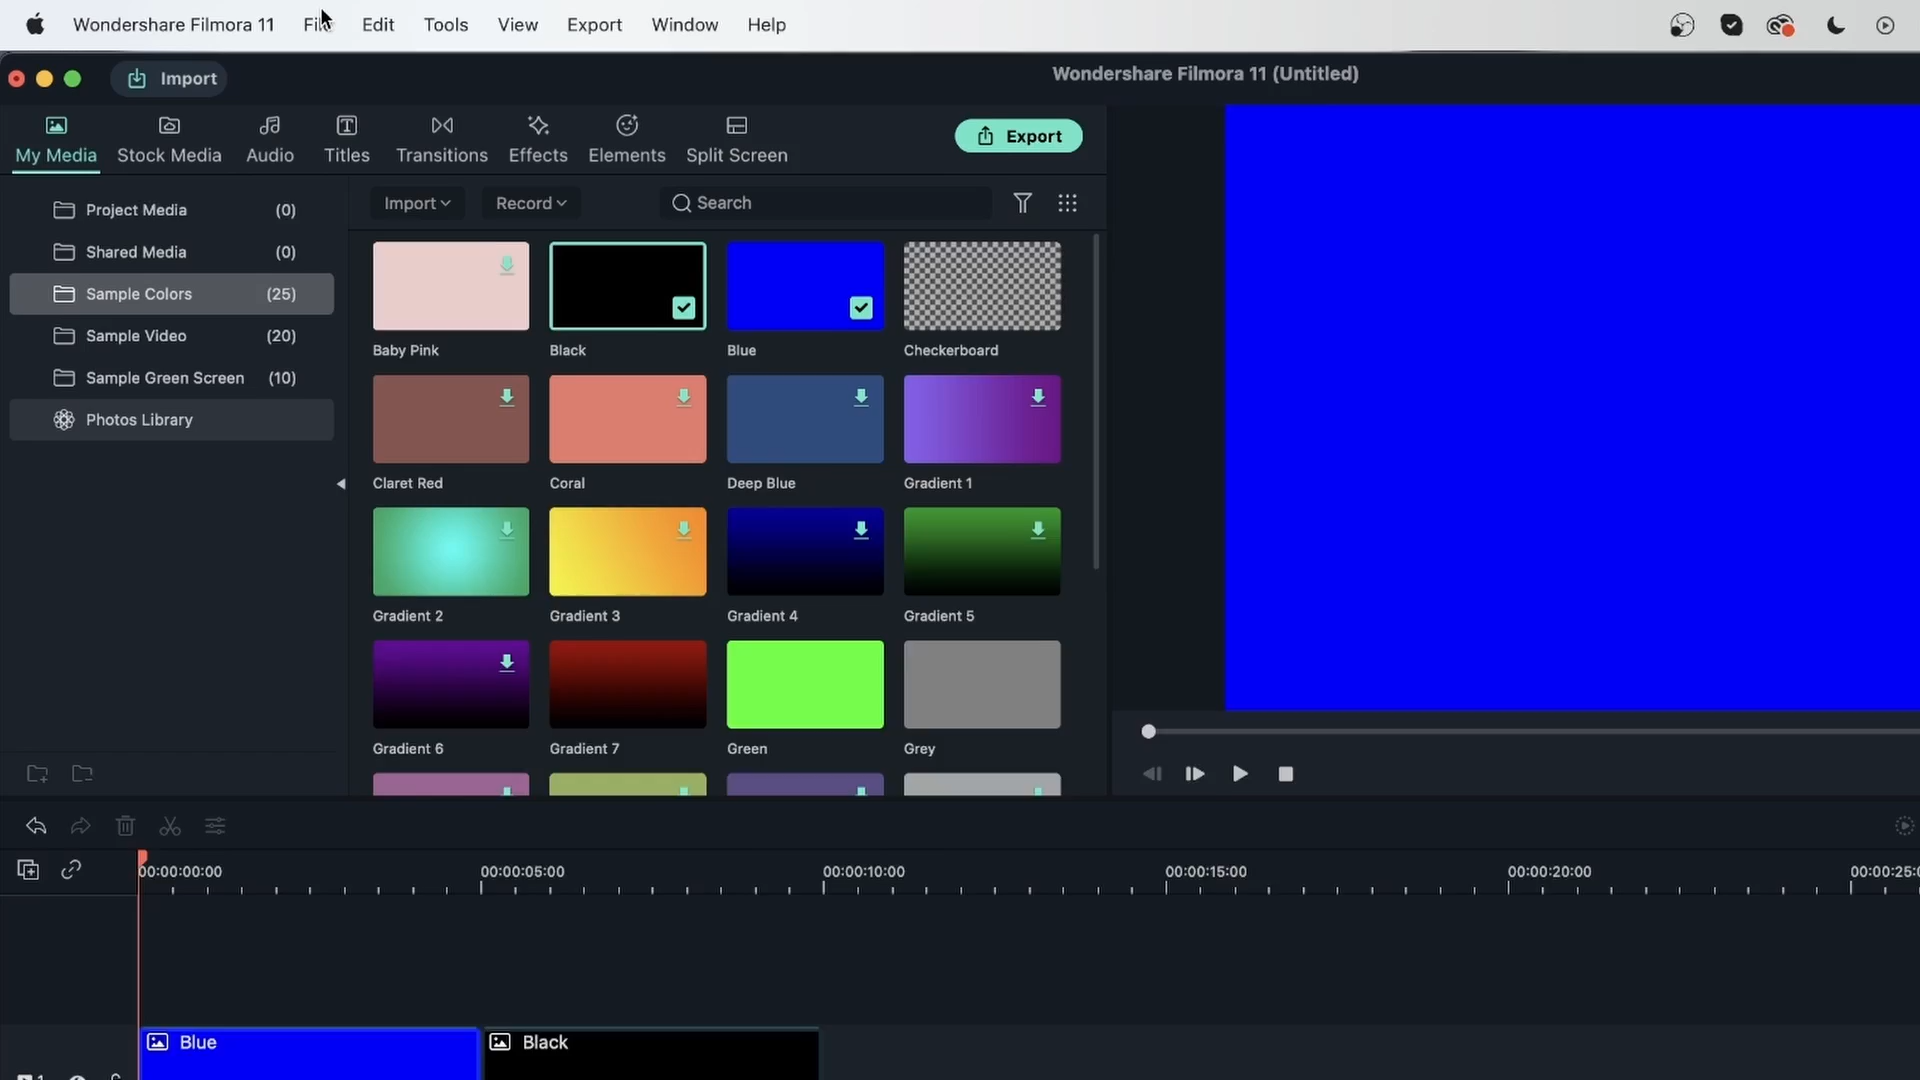 Wondershare Filmora 11 File Edit Tools View Export Window Help
Import
Wondershare Filmora 11 (Untitled)
My Media Stock Media Audio Titles Transitions Effects Elements Split Screen
Export
Import Record Search
Project Media (0)
Shared Media (0)
Sample Colors (25)
Sample Video (20)
Sample Green Screen (10)
Photos Library
Baby Pink Black Blue Checkerboard
Claret Red Coral Deep Blue Gradient 1
Gradient 2 Gradient 3 Gradient 4 Gradient 5
Gradient 6 Gradient 7 Green Grey
00:00:00:00 00:00:05:00 00:00:10:00 00:00:15:00 00:00:20:00 00:00:25:0
Blue Black